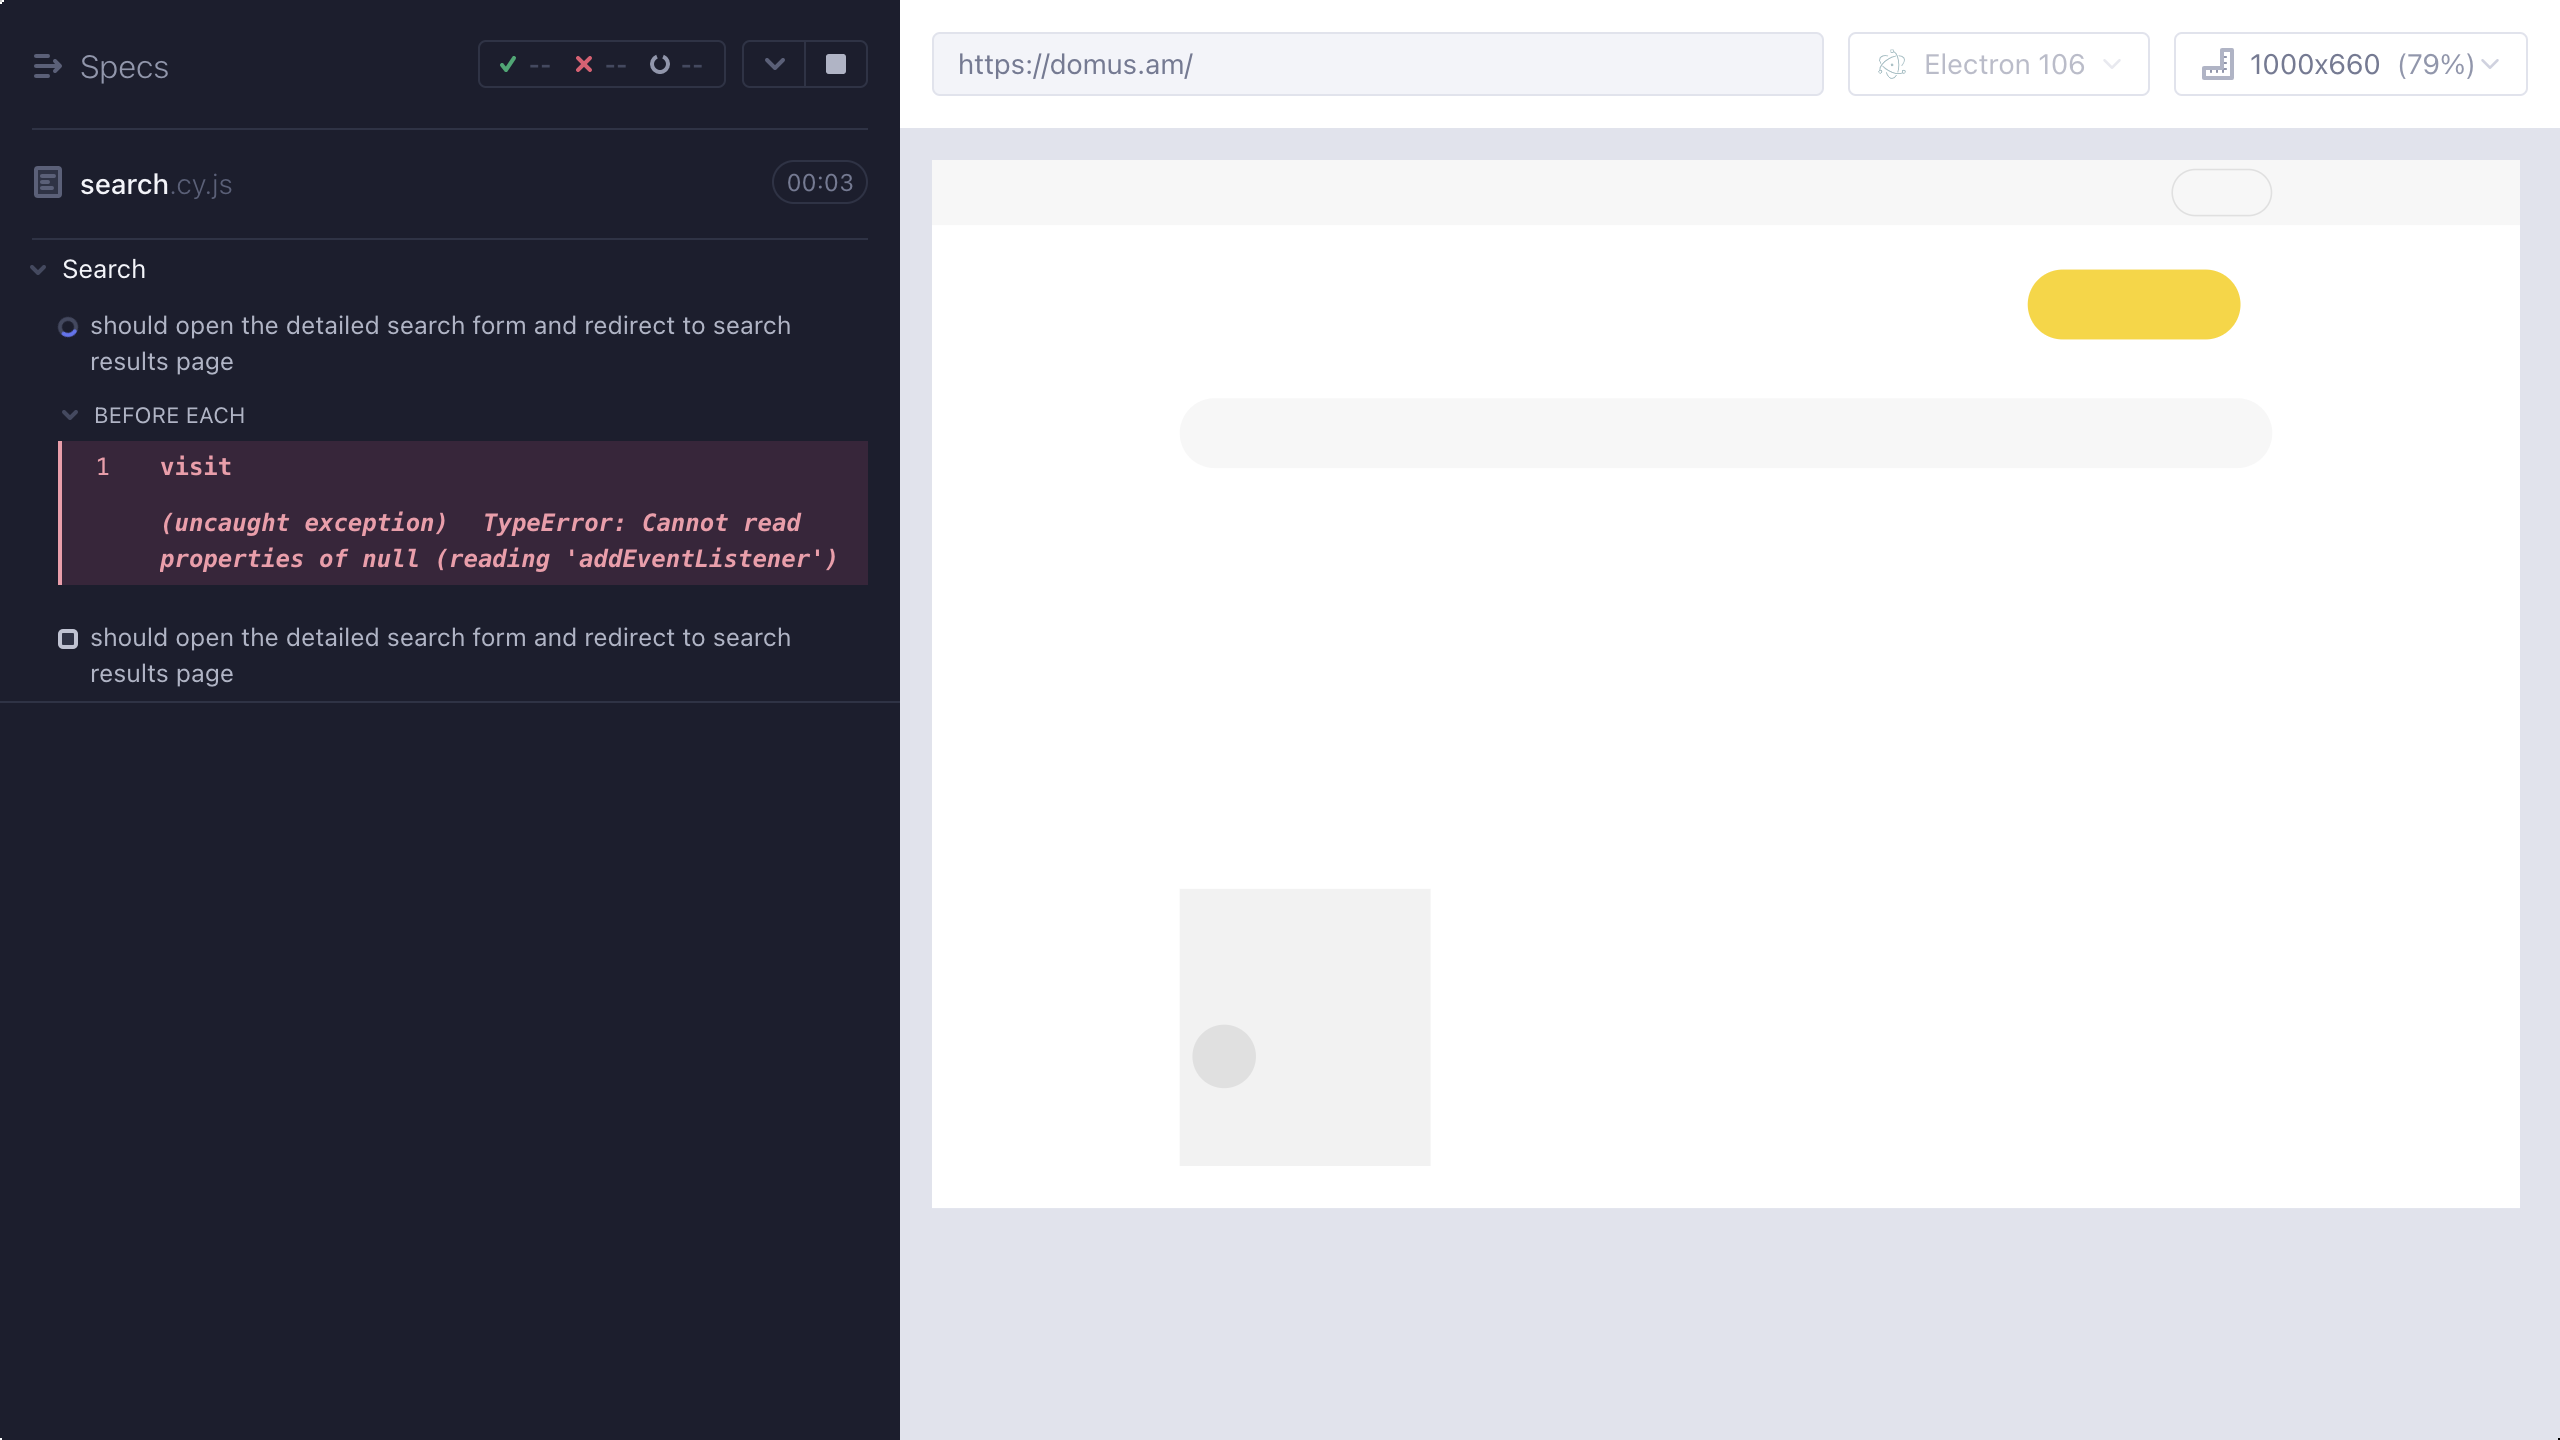 Specs
-- -- --
search.cy.js
00:03
Search
should open the detailed search form and redirect to search
results page
BEFORE EACH
1 visit
(uncaught exception) TypeError: Cannot read
properties of null (reading 'addEventListener')
should open the detailed search form and redirect to search
results page
https://domus.am/
Electron 106
1000x660 (79%)